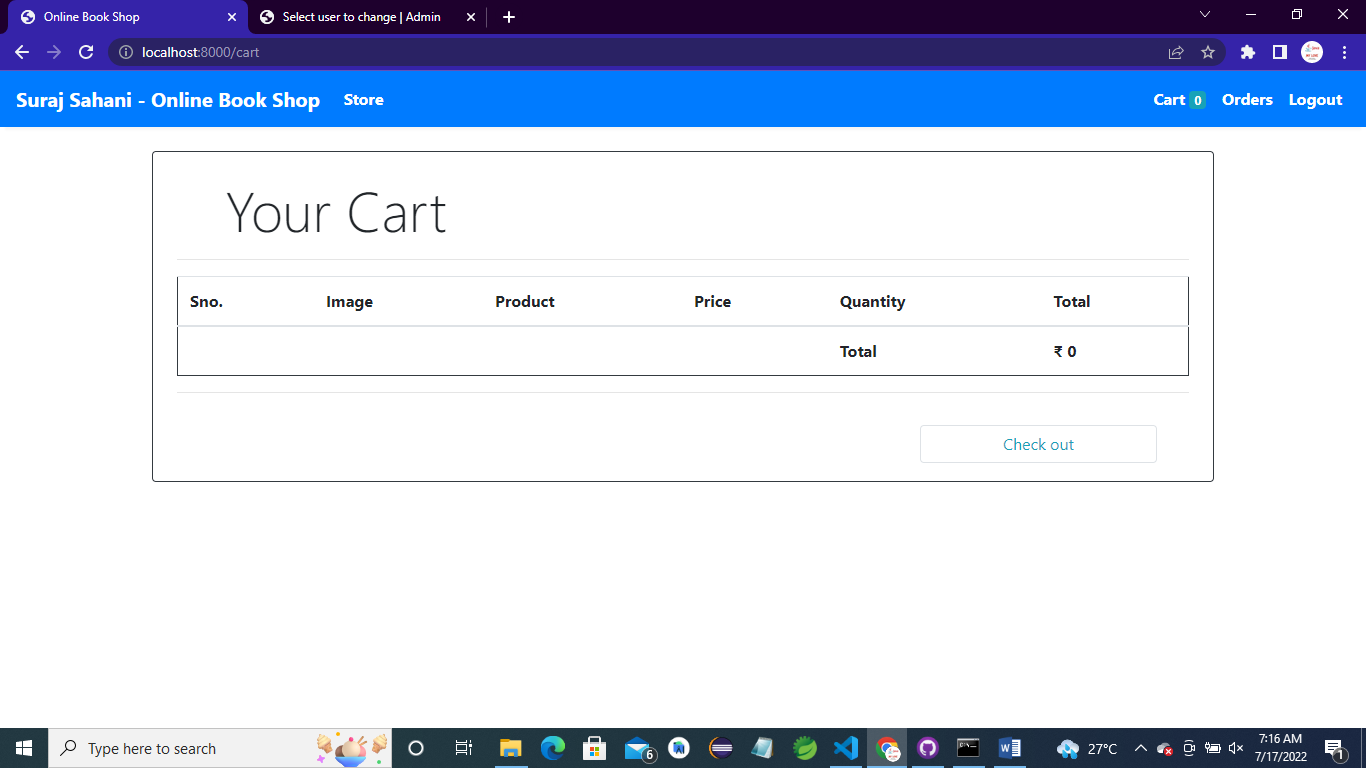 Online Book Shop
Select user to change | Admin
localhost:8000/cart
Suraj Sahani - Online Book Shop Store Cart 0 Orders Logout
Your Cart
Sno. Image Product Price Quantity Total
Total ₹ 0
Check out
Type here to search
6
27°C
7:16 AM
7/17/2022
1